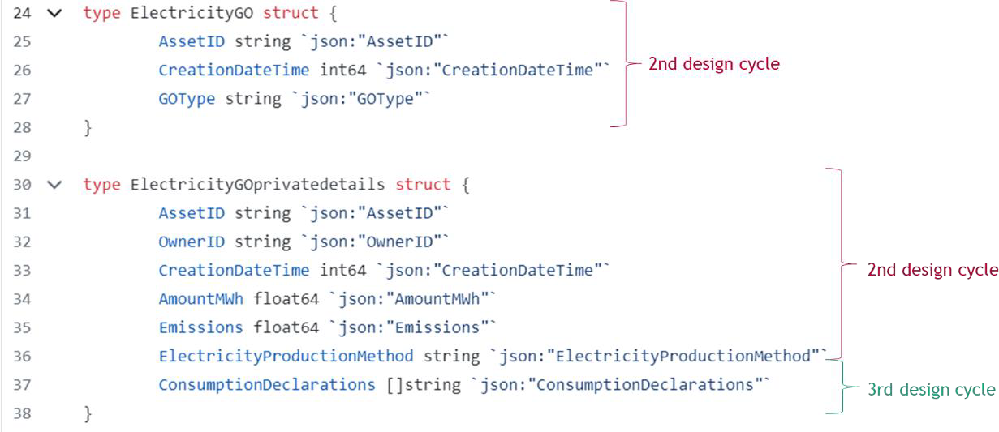 24 type ElectricityGO struct {
25 AssetID string `json:"AssetID"`
26 CreationDateTime int64 `json:"CreationDateTime"`
2nd design cycle
27 GOType string `json:"GOType"`
28 }
29
30 type ElectricityGOprivatedetails struct {
31 AssetID string `json:"AssetID"`
32 OwnerID string `json:"OwnerID"`
33 CreationDateTime int64 `json:"CreationDateTime"`
2nd design cycle
34 AmountMWh float64 `json:"AmountMWh"`
35 Emissions float64 `json:"Emissions"`
36 ElectricityProductionMethod string `json:"ElectricityProductionMethod"`
37 ConsumptionDeclarations []string `json:"ConsumptionDeclarations"`
3rd design cycle
38 }